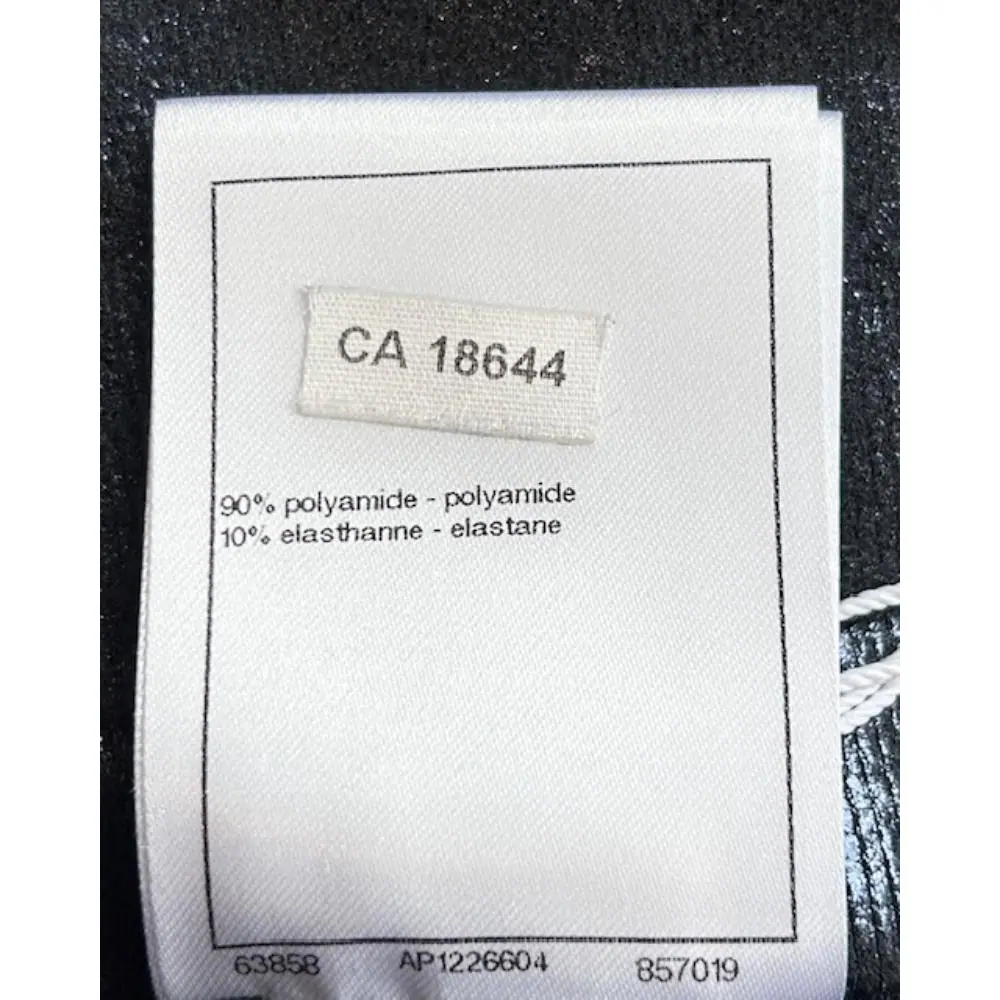 CA 18644
90% polyamide - polyamide
10% elasthanne - elastane
63858 AP1226604 857019